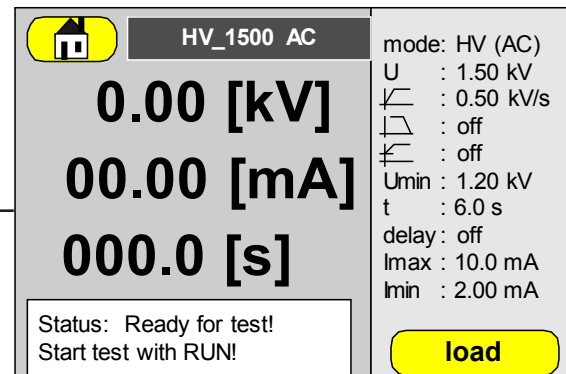 HV_1500 AC
0.00 [kV]
00.00 [mA]
000.0 [s]
Status: Ready for test!
Start test with RUN!
mode: HV (AC)
U : 1.50 kV
: 0.50 kV/s
: off
: off
Umin : 1.20 kV
t : 6.0 s
delay : off
Imax : 10.0 mA
Imin : 2.00 mA
load